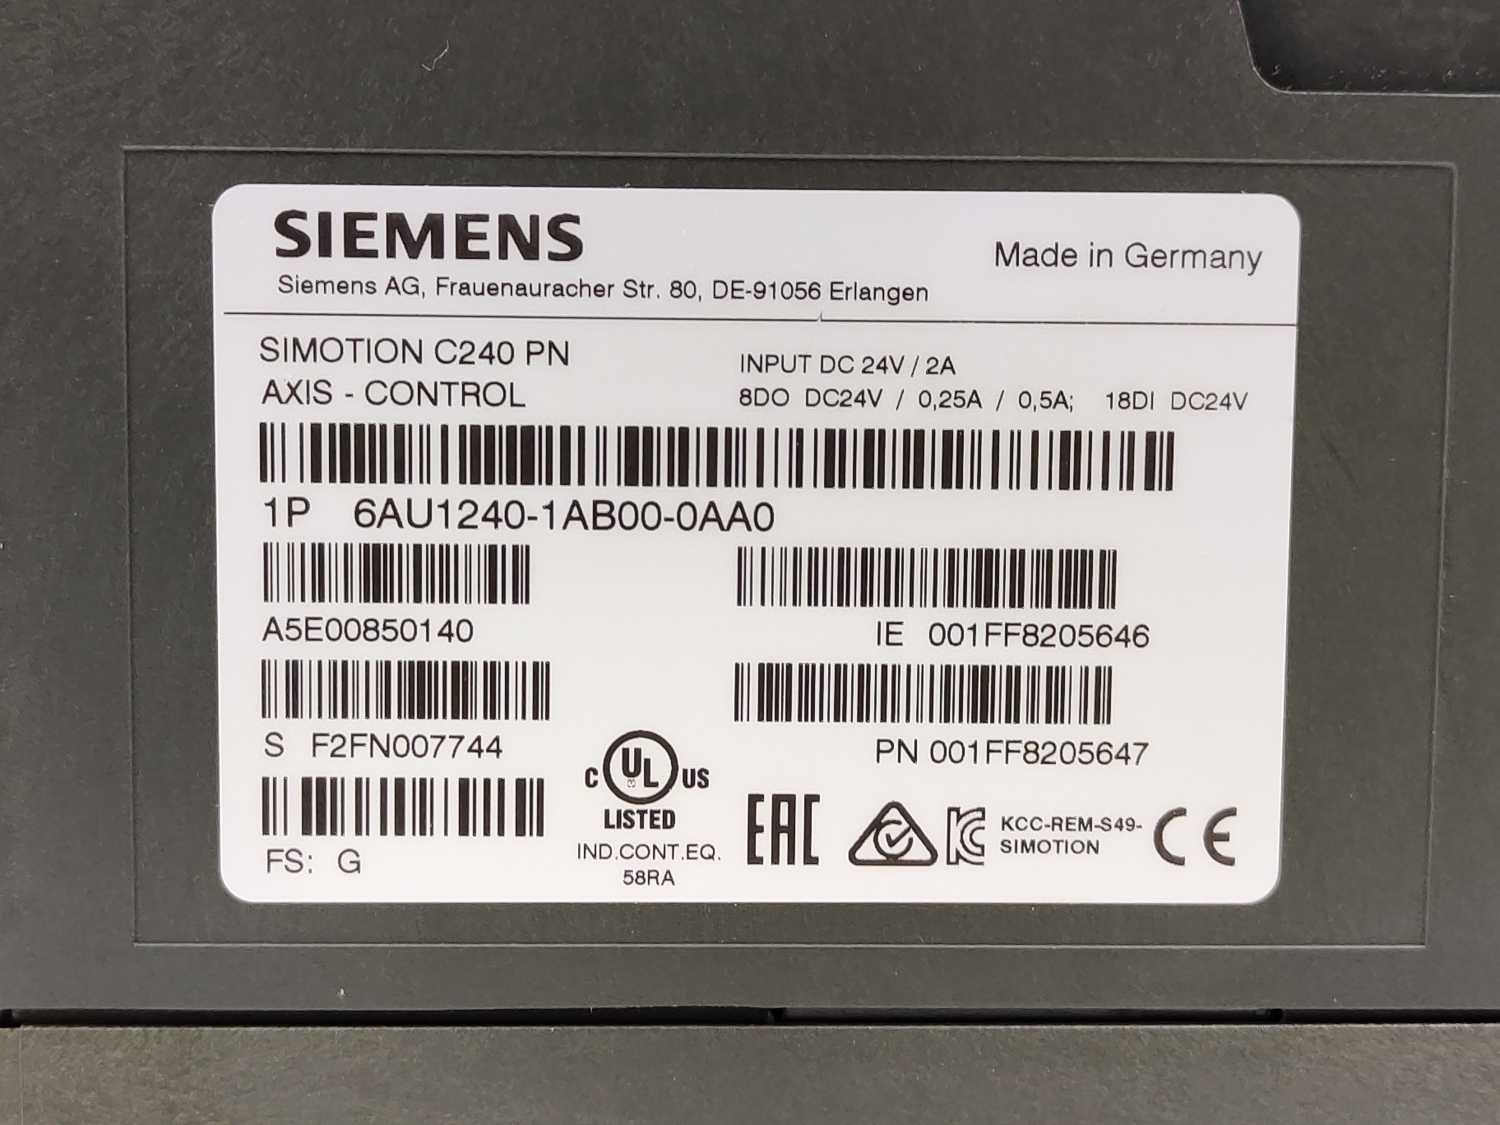 SIEMENS
Made in Germany
Siemens AG, Frauenauracher Str. 80, DE-91056 Erlangen
SIMOTION C240 PN
AXIS - CONTROL
INPUT DC 24V / 2A
8DO DC24V / 0,25A / 0,5A; 18DI DC24V
1P 6AU1240-1AB00-0AA0
A5E00850140
IE 001FF8205646
S F2FN007744
PN 001FF8205647
FS: G
C UL US
LISTED
IND.CONT.EQ.
58RA
EAC
KCC-REM-S49-
SIMOTION
CE